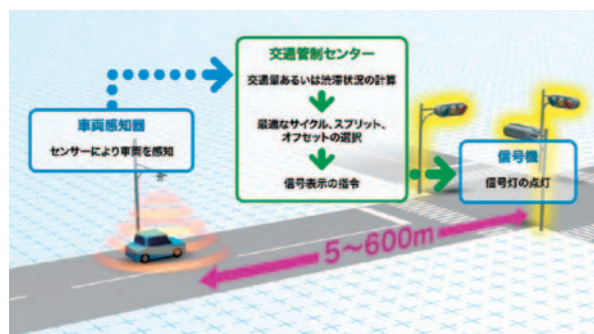 交通管制センター
交通量あるいは渋滞状況の計算
最適なサイクル、スプリット、
オフセットの選択
信号表示の指令
車両感知器
センサーにより車両を感知
信号機
信号灯の点灯
5～600m